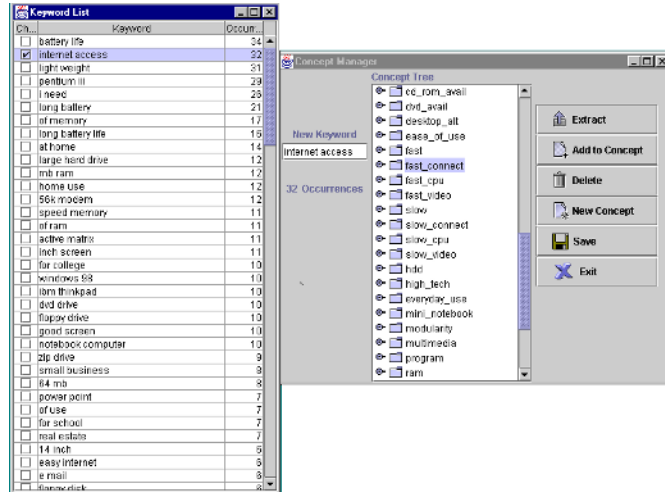 Keyword List
Ch... Keyword Occurr...
battery life 34
internet access 32
light weight 31
pentium iii 29
i need 26
long battery 21
of memory 17
long battery life 16
at home 14
large hard drive 12
mb ram 12
home use 12
56k modem 12
speed memory 11
of ram 11
active matrix 11
inch screen 11
for college 10
windows 98 10
ibm thinkpad 10
dvd drive 10
floppy drive 10
good screen 10
notebook computer 10
zip drive 9
small business 8
64 mb 8
power point 7
of use 7
for school 7
real estate 7
14 inch 6
easy internet 6
e mail 6
floppy disk 6
Concept Manager
Concept Tree
New Keyword
internet access
32 Occurrences
cd_rom_avail
dvd_avail
desktop_alt
ease_of_use
fast
fast_connect
fast_cpu
fast_video
slow
slow_connect
slow_cpu
slow_video
hdd
high_tech
everyday_use
mini_notebook
modularity
multimedia
program
ram
Extract
Add to Concept
Delete
New Concept
Save
Exit